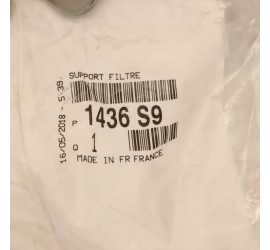 SUPPORT FILTRE
16/05/2018 - 5:39
P 1436 S9
Q 1
MADE IN FR FRANCE